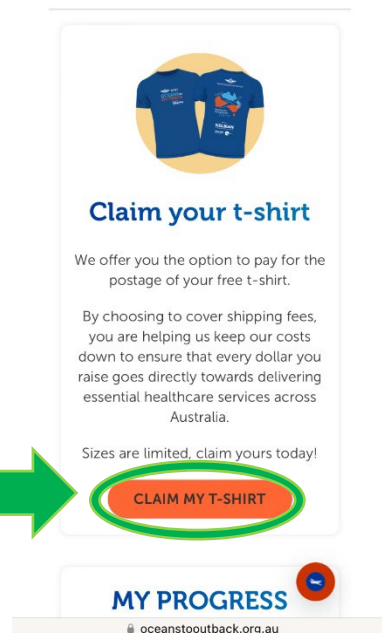 Claim your t-shirt
We offer you the option to pay for the
postage of your free t-shirt.
By choosing to cover shipping fees,
you are helping us keep our costs
down to ensure that every dollar you
raise goes directly towards delivering
essential healthcare services across
Australia.
Sizes are limited, claim yours today!
CLAIM MY T-SHIRT
MY PROGRESS
oceanstooutback.org.au